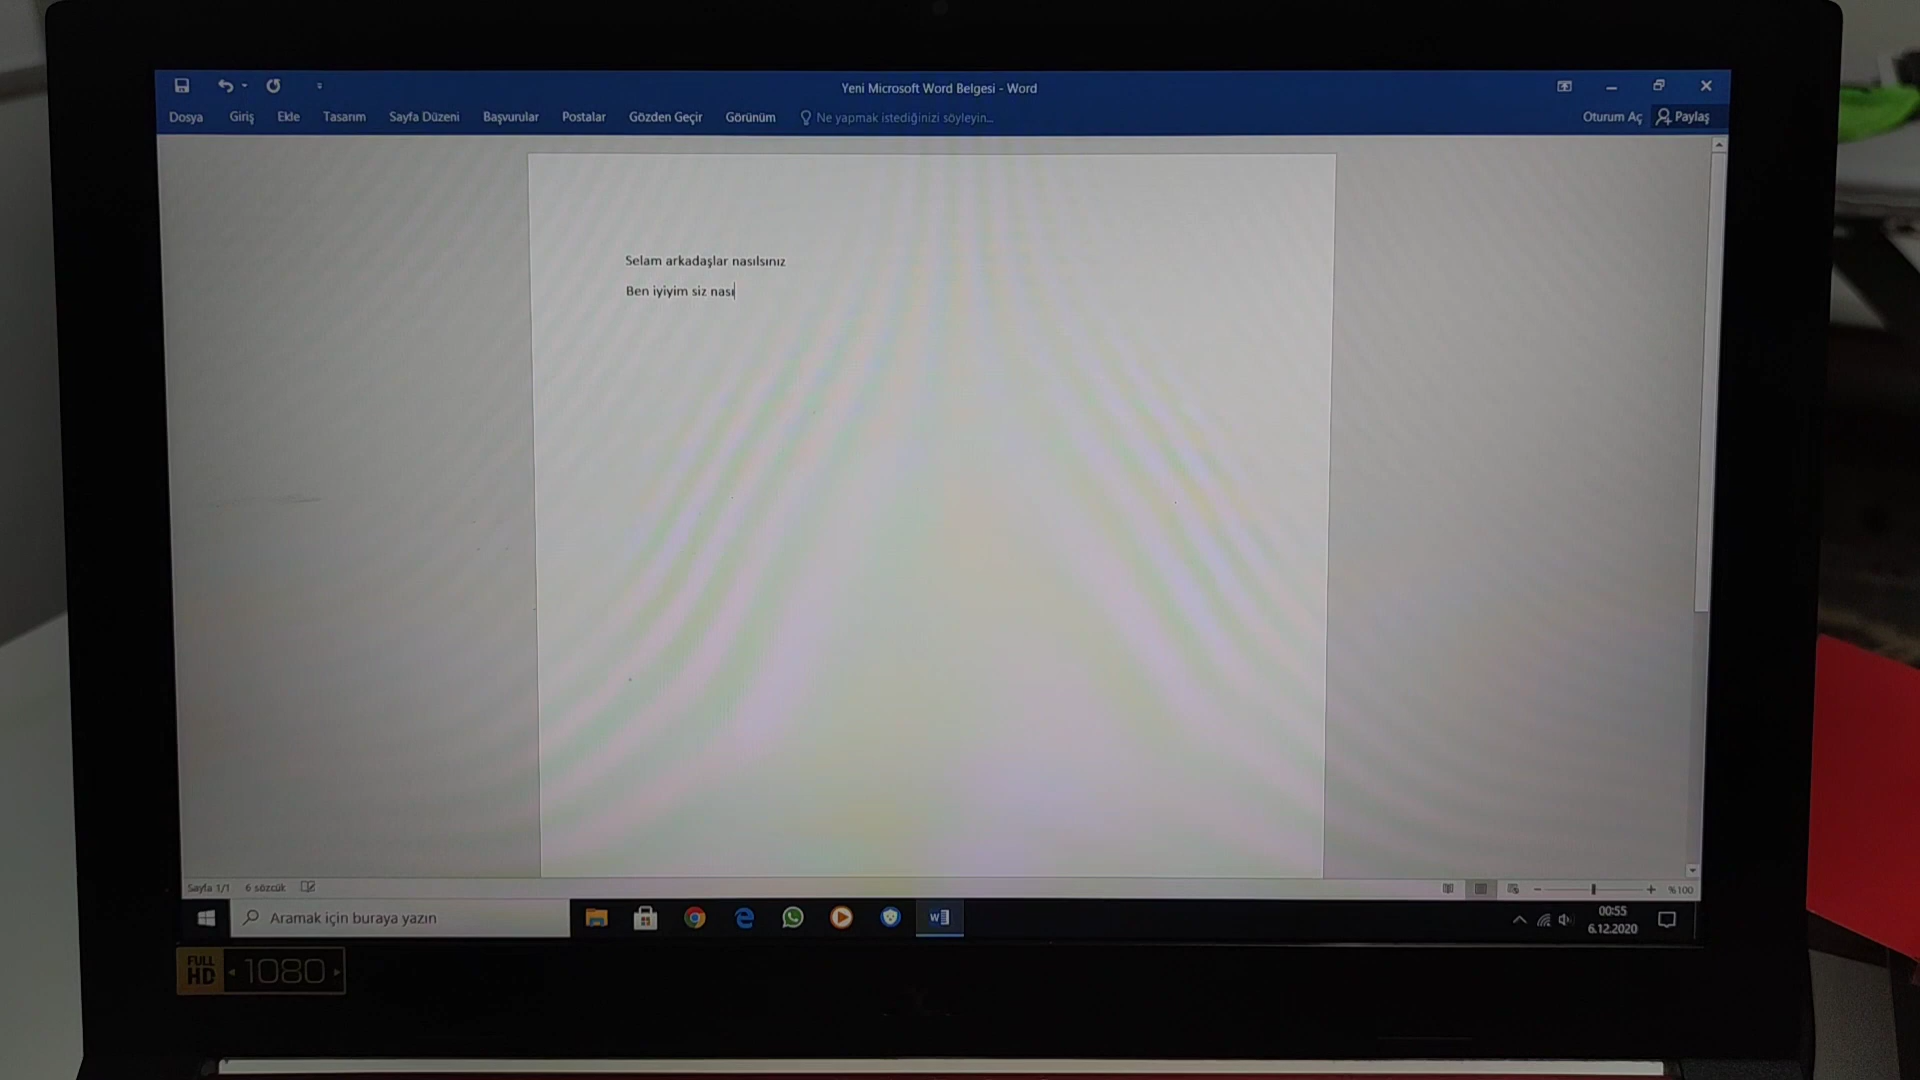 Yeni Microsoft Word Belgesi - Word
Dosya Giriş Ekle Tasarım Sayfa Düzeni Başvurular Postalar Gözden Geçir Görünüm Ne yapmak istediğinizi söyleyin... Oturum Aç Paylaş
Selam arkadaşlar nasılsınız
Ben iyiyim siz nası
Sayfa 1/1 6 sözcük %100
Aramak için buraya yazın 00:55
6.12.2020
FULL HD 1080